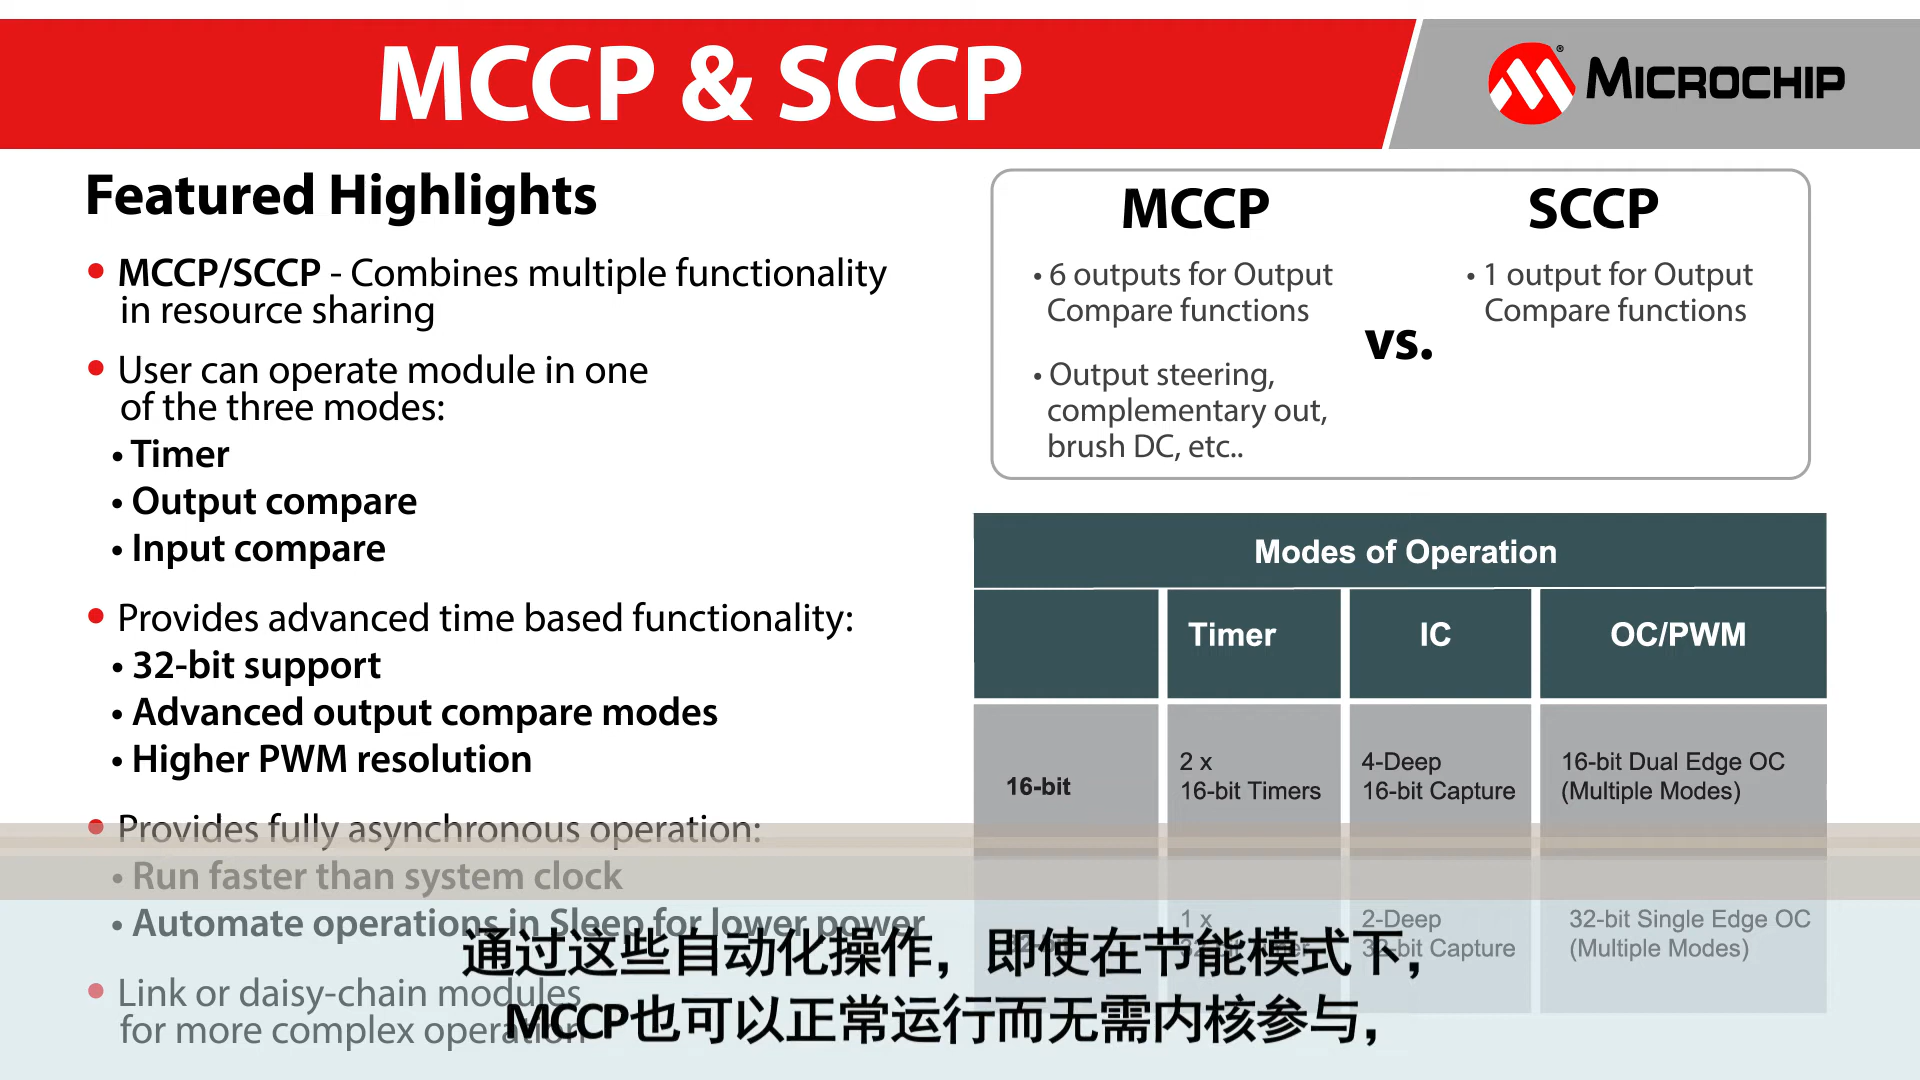 MCCP & SCCP
MICROCHIP
Featured Highlights
• MCCP/SCCP - Combines multiple functionality
in resource sharing
• User can operate module in one
of the three modes:
• Timer
• Output compare
• Input compare
• Provides advanced time based functionality:
• 32-bit support
• Advanced output compare modes
• Higher PWM resolution
• Provides fully asynchronous operation:
• Run faster than system clock
• Automate operations in Sleep for lower power
• Link or daisy-chain modules
for more complex operation
MCCP
• 6 outputs for Output
Compare functions
• Output steering,
complementary out,
brush DC, etc..
vs.
SCCP
• 1 output for Output
Compare functions
Modes of Operation
Timer IC OC/PWM
16-bit
2 x
16-bit Timers
4-Deep
16-bit Capture
16-bit Dual Edge OC
(Multiple Modes)
1 x
2-Deep
32-bit Capture
32-bit Single Edge OC
(Multiple Modes)
通过这些自动化操作，即使在节能模式下，
MCCP也可以正常运行而无需内核参与，